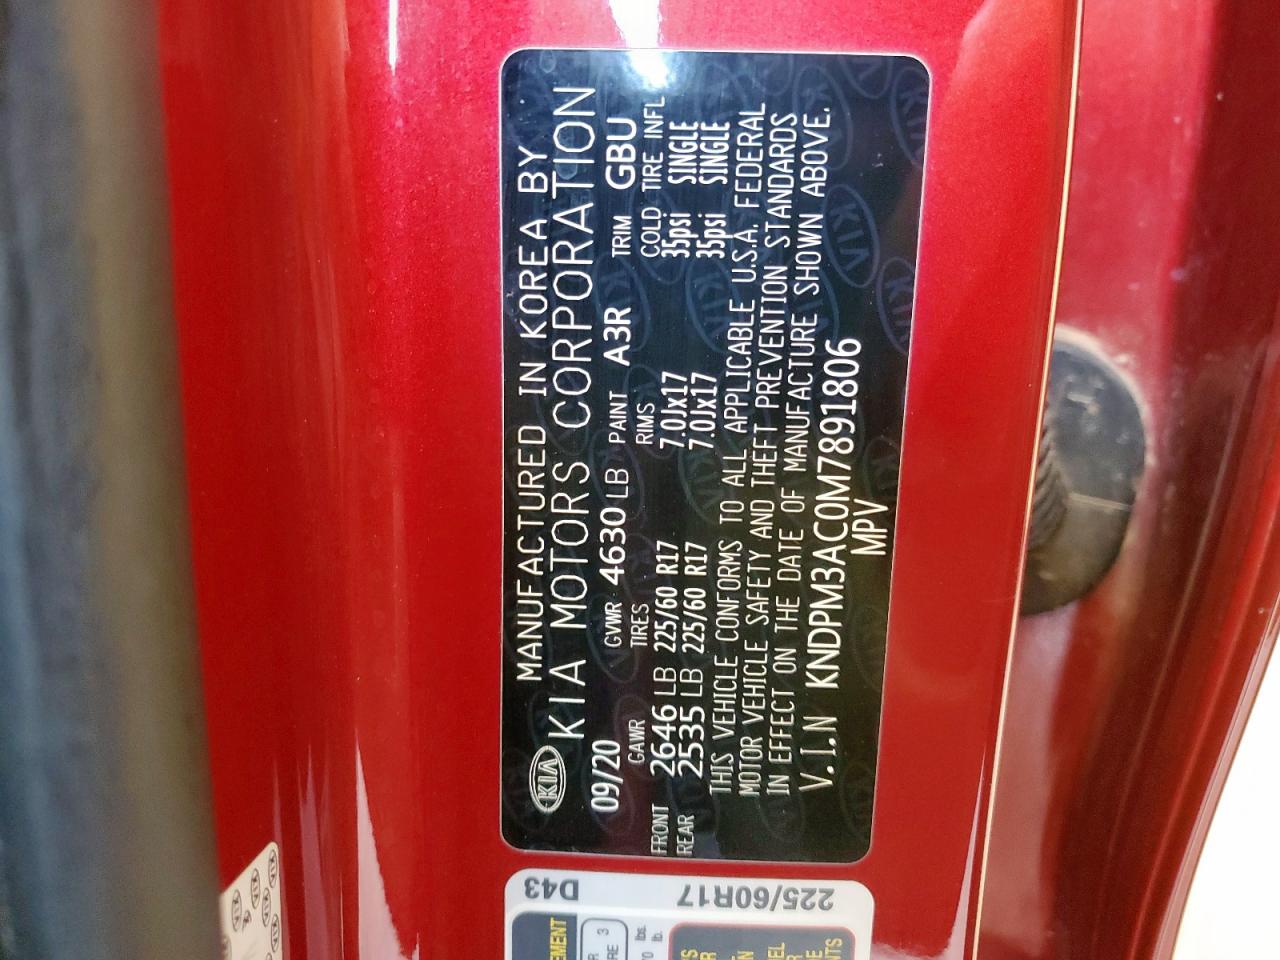 KIA
MANUFACTURED IN KOREA BY
KIA MOTORS CORPORATION
09/20 GVWR 4630 LB PAINT A3R TRIM GBU
GAWR TIRES RIMS COLD TIRE INFL
FRONT 2646 LB 225/60 R17 7.0Jx17 35psi SINGLE
REAR 2535 LB 225/60 R17 7.0Jx17 35psi SINGLE
THIS VEHICLE CONFORMS TO ALL APPLICABLE U.S.A. FEDERAL
MOTOR VEHICLE SAFETY AND THEFT PREVENTION STANDARDS
IN EFFECT ON THE DATE OF MANUFACTURE SHOWN ABOVE.
V.I.N KNDPM3AC0M7891806
MPV
D43
225/60R17